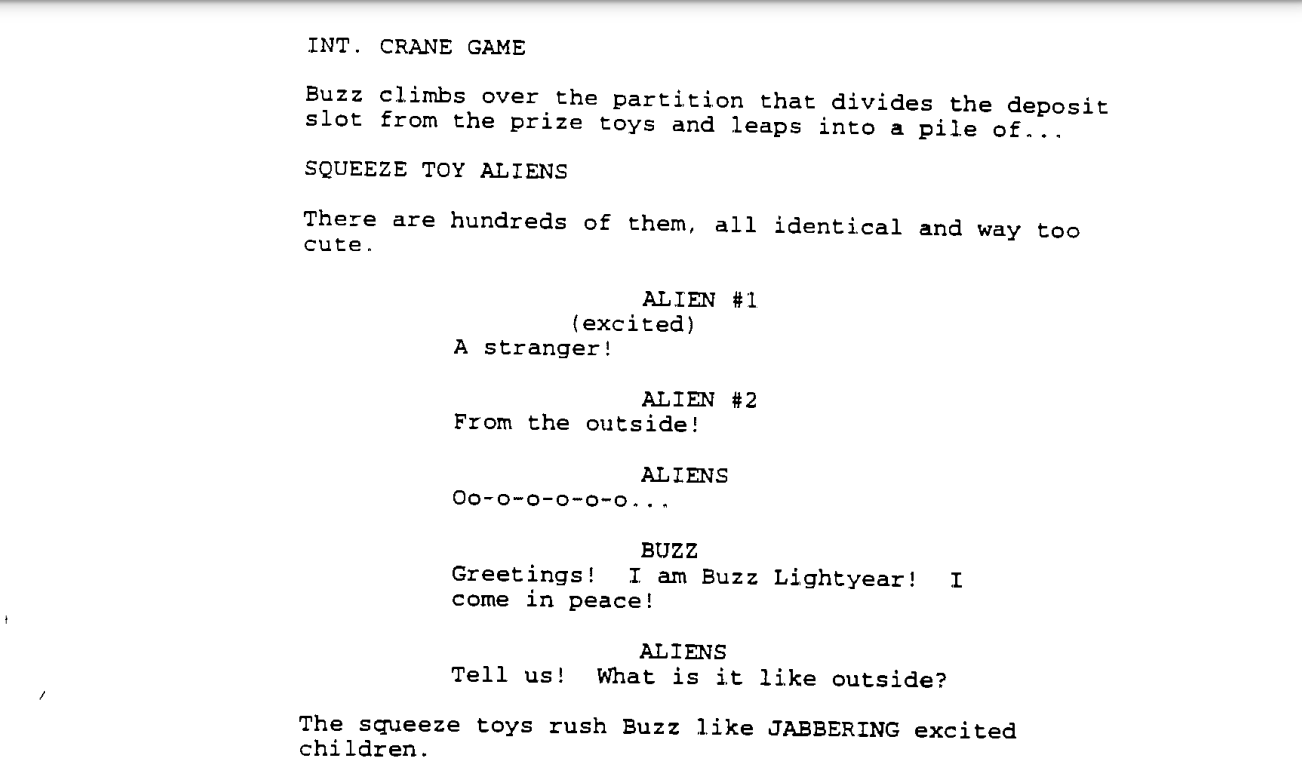 INT. CRANE GAME
Buzz climbs over the partition that divides the deposit
slot from the prize toys and leaps into a pile of...
SQUEEZE TOY ALIENS
There are hundreds of them, all identical and way too
cute.
ALIEN #1
(excited)
A stranger!
ALIEN #2
From the outside!
ALIENS
Oo-o-o-o-o-o...
BUZZ
Greetings!  I am Buzz Lightyear!  I
come in peace!
ALIENS
Tell us!  What is it like outside?
The squeeze toys rush Buzz like JABBERING excited
children.